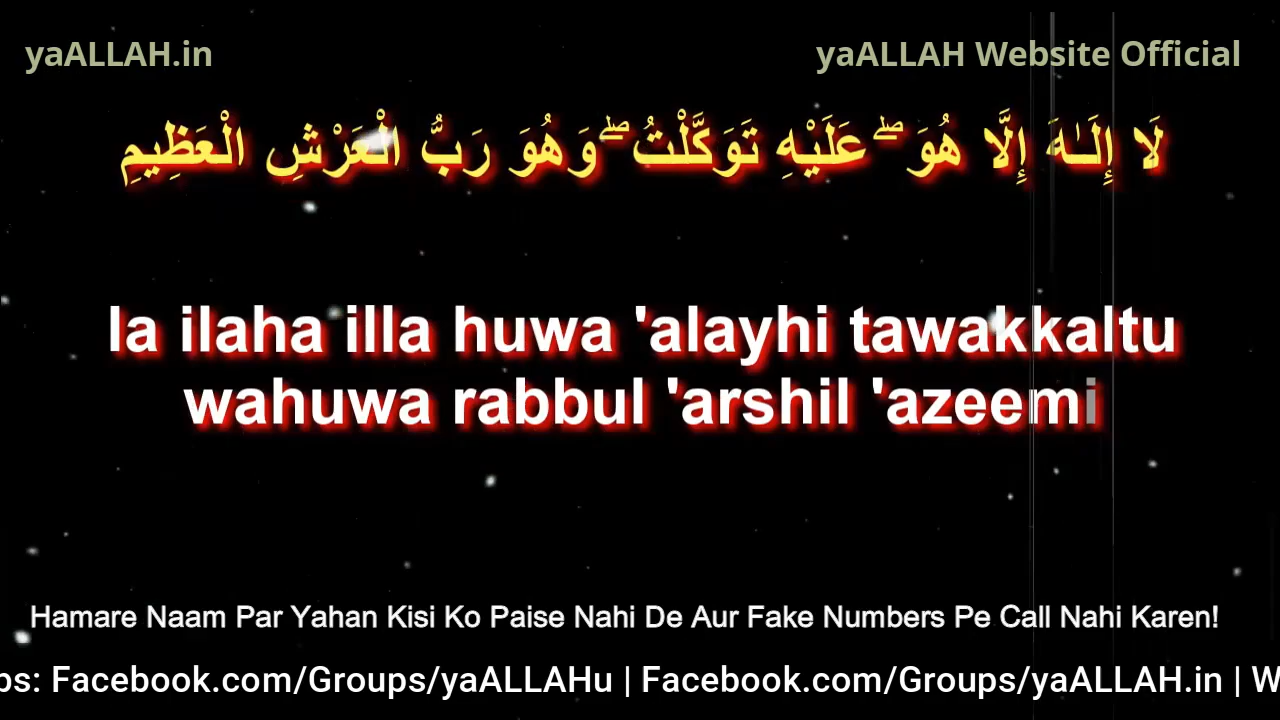 yaALLAH.in
yaALLAH Website Official
لَا إِلَـٰهَ إِلَّا هُوَ ۖ عَلَيْهِ تَوَكَّلْتُ ۖ وَهُوَ رَبُّ الْعَرْشِ الْعَظِيمِ
la ilaha illa huwa 'alayhi tawakkaltu
wahuwa rabbul 'arshil 'azeemi
Hamare Naam Par Yahan Kisi Ko Paise Nahi De Aur Fake Numbers Pe Call Nahi Karen!
ps: Facebook.com/Groups/yaALLAHu | Facebook.com/Groups/yaALLAH.in | W